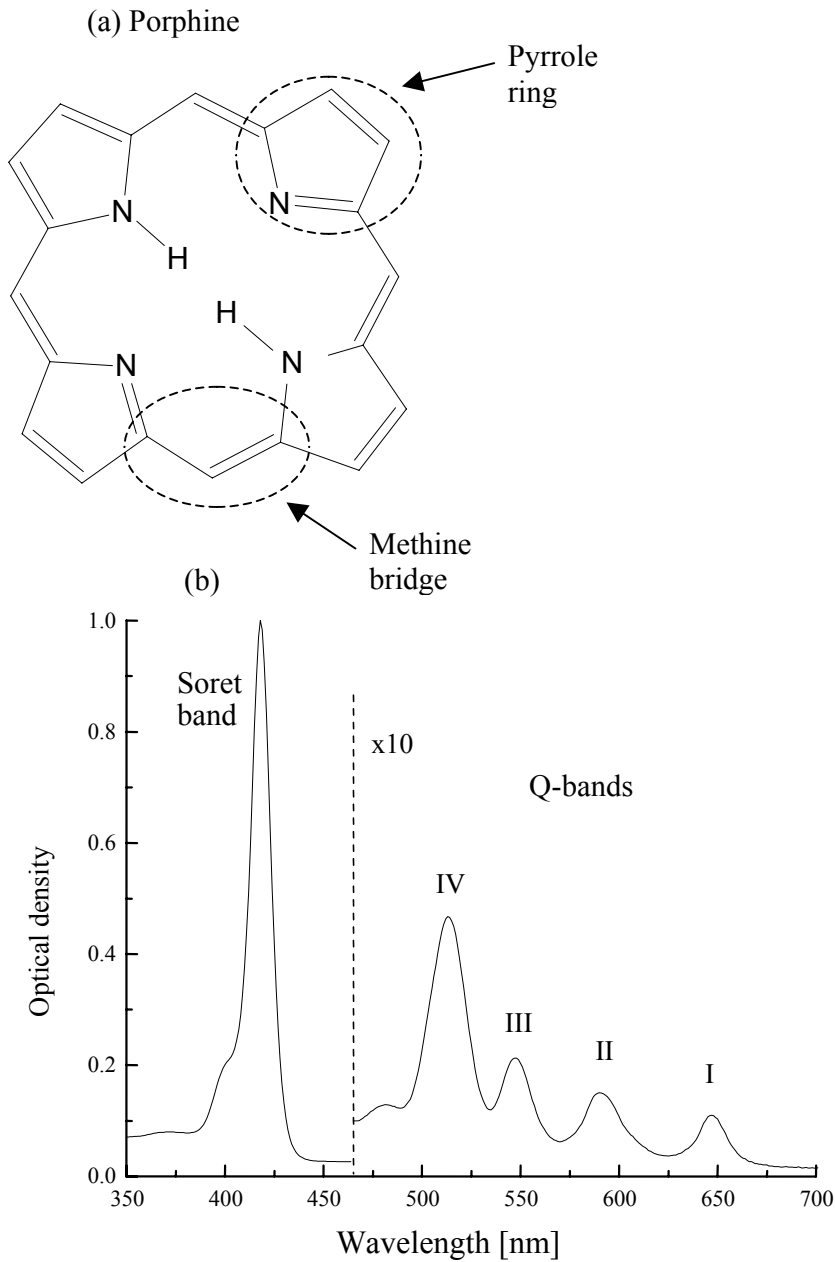 (a) Porphine
Pyrrole
ring
N
N
H
H
N
N
Methine
bridge
(b)
1.0
Soret
band
0.8
x10
Q-bands
0.6
IV
0.4
III
II
I
0.2
0.0
350
400
450
500
550
600
650
700
Optical density
Wavelength [nm]